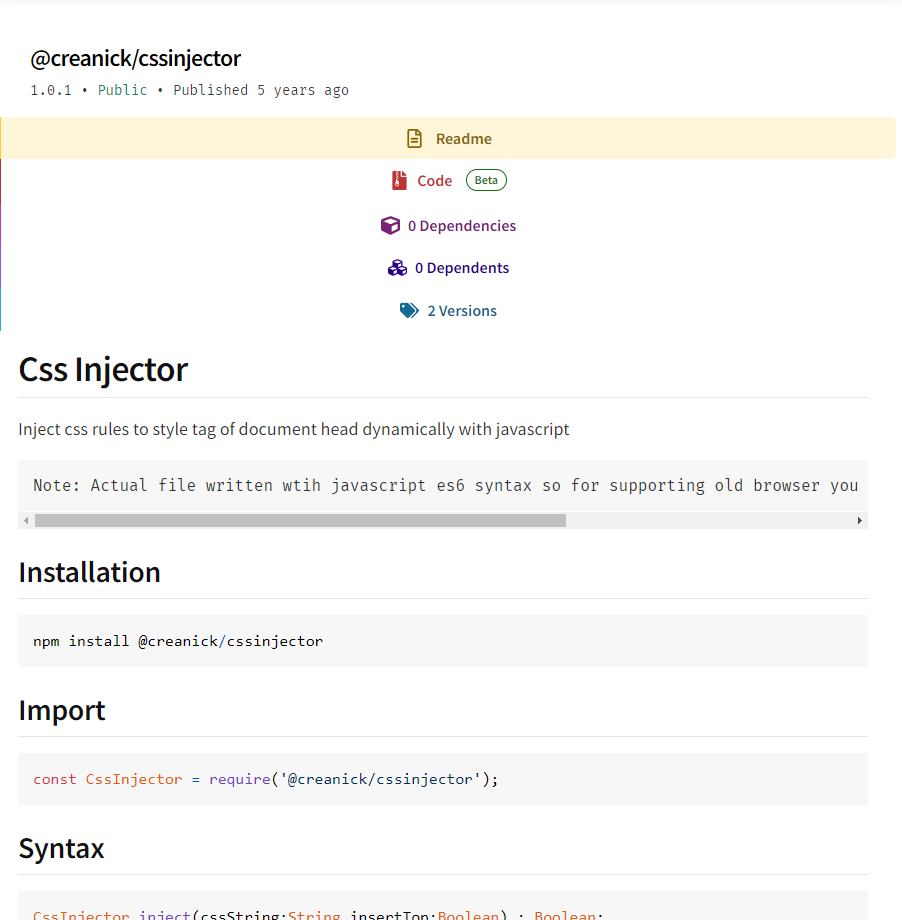 @creanick/cssinjector
1.0.1 • Public • Published 5 years ago
Readme
Code Beta
0 Dependencies
0 Dependents
2 Versions
Css Injector
Inject css rules to style tag of document head dynamically with javascript
Note: Actual file written wtih javascript es6 syntax so for supporting old browser you
Installation
npm install @creanick/cssinjector
Import
const CssInjector = require('@creanick/cssinjector');
Syntax
CssInjector.inject(cssString:String,insertTop:Boolean) : Boolean;